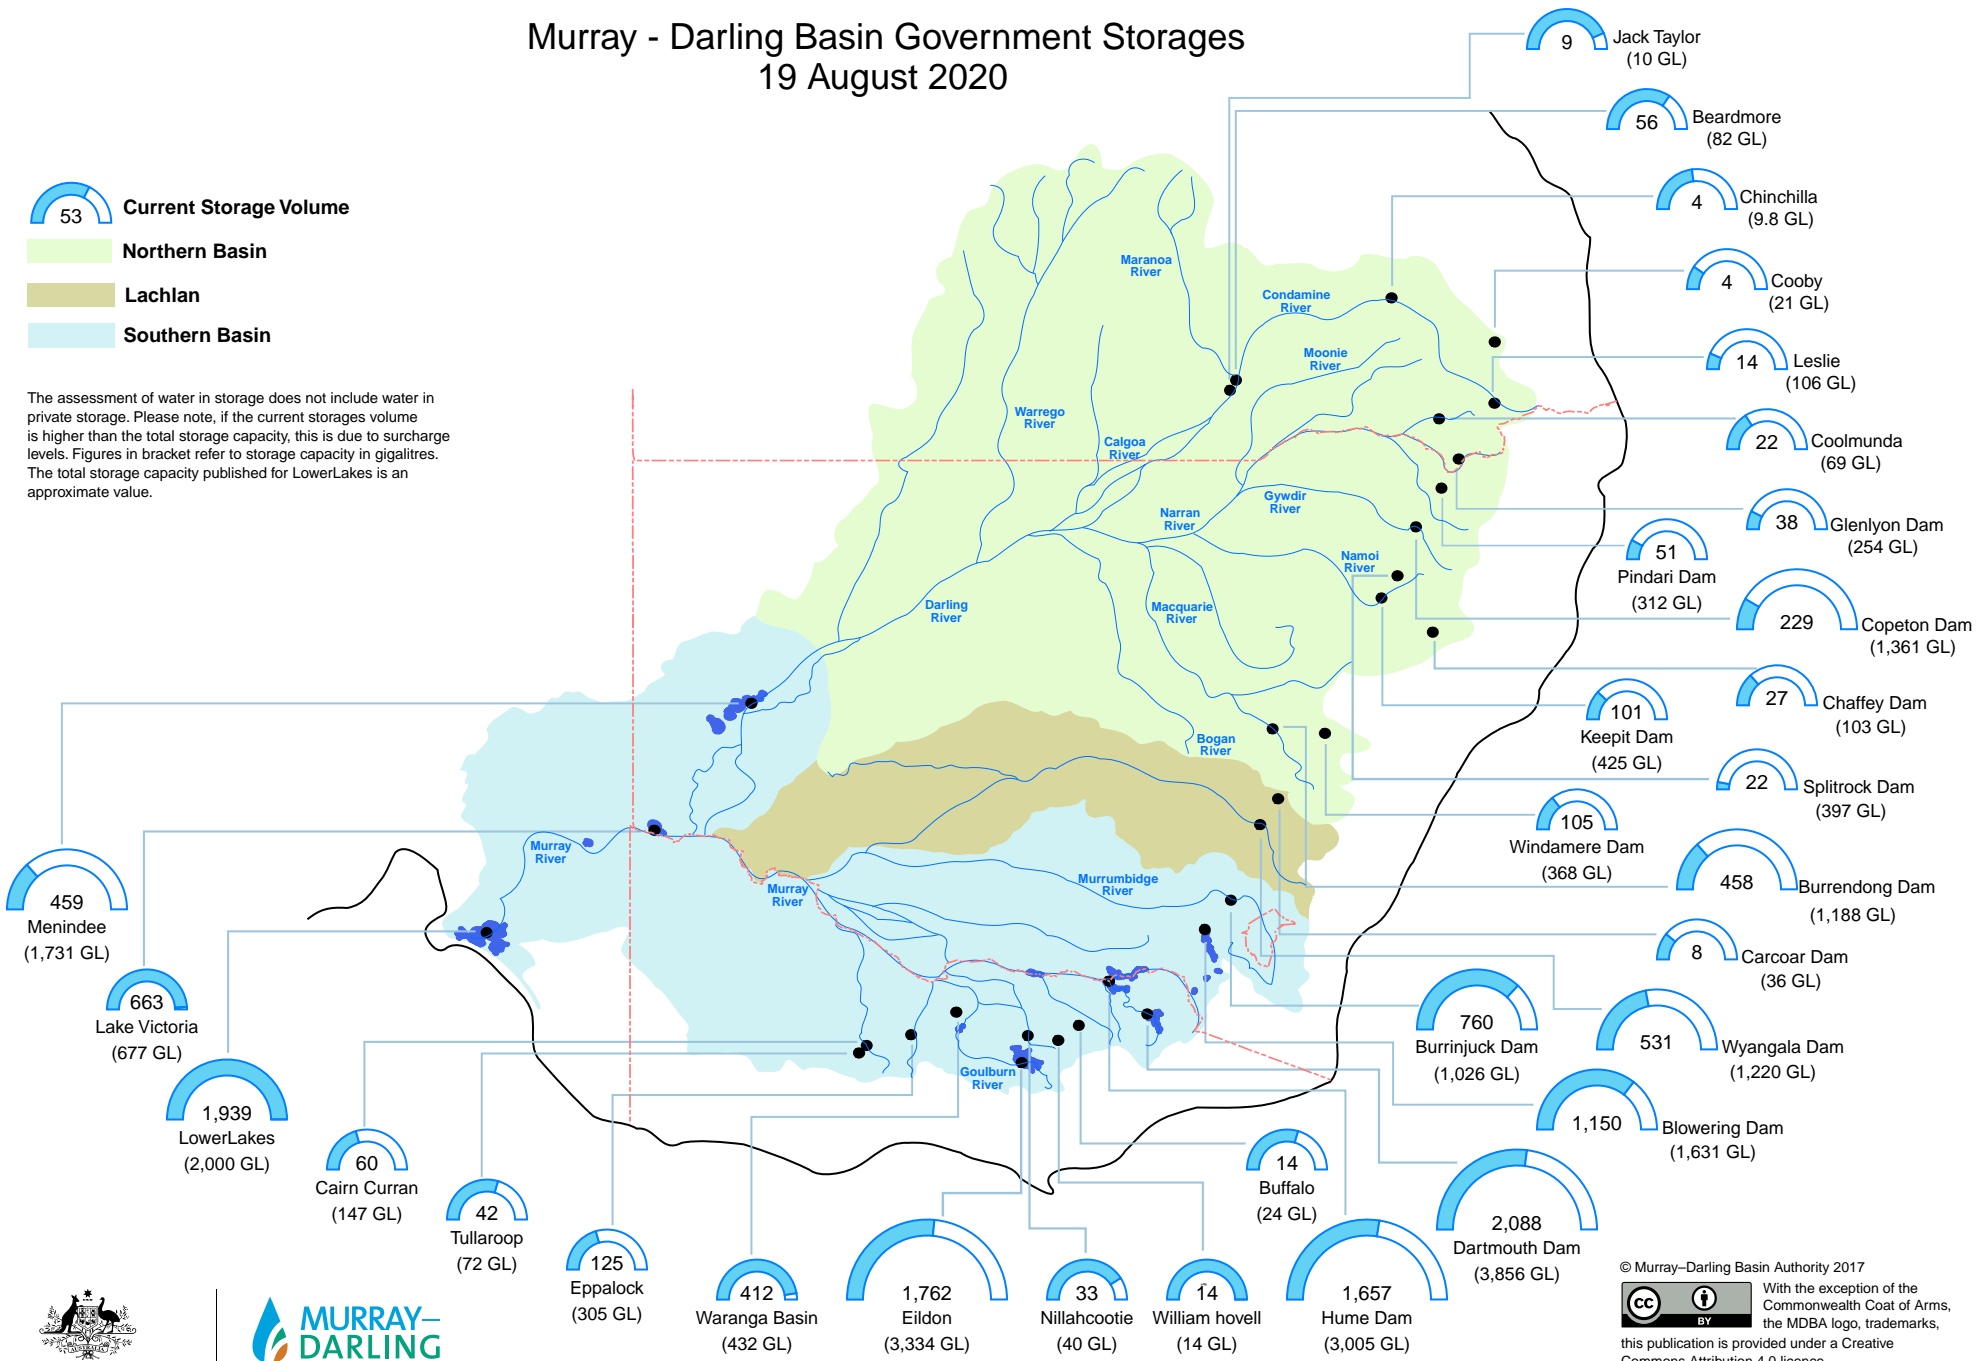 Murray - Darling Basin Government Storages
19 August 2020
53
Current Storage Volume
Northern Basin
Lachlan
Southern Basin
The assessment of water in storage does not include water in
private storage. Please note, if the current storages volume
is higher than the total storage capacity, this is due to surcharge
levels. Figures in bracket refer to storage capacity in gigalitres.
The total storage capacity published for LowerLakes is an
approximate value.
9
Jack Taylor
(10 GL)
56
Beardmore
(82 GL)
4
Chinchilla
(9.8 GL)
4
Cooby
(21 GL)
14
Leslie
(106 GL)
22
Coolmunda
(69 GL)
38
Glenlyon Dam
(254 GL)
51
Pindari Dam
(312 GL)
229
Copeton Dam
(1,361 GL)
27
Chaffey Dam
(103 GL)
101
Keepit Dam
(425 GL)
22
Splitrock Dam
(397 GL)
105
Windamere Dam
(368 GL)
458
Burrendong Dam
(1,188 GL)
8
Carcoar Dam
(36 GL)
760
Burrinjuck Dam
(1,026 GL)
531
Wyangala Dam
(1,220 GL)
1,150
Blowering Dam
(1,631 GL)
2,088
Dartmouth Dam
(3,856 GL)
14
Buffalo
(24 GL)
1,657
Hume Dam
(3,005 GL)
14
William hovell
(14 GL)
33
Nillahcootie
(40 GL)
1,762
Eildon
(3,334 GL)
412
Waranga Basin
(432 GL)
125
Eppalock
(305 GL)
42
Tullaroop
(72 GL)
60
Cairn Curran
(147 GL)
1,939
LowerLakes
(2,000 GL)
663
Lake Victoria
(677 GL)
459
Menindee
(1,731 GL)
Maranoa
River
Condamine
River
Moonie
River
Warrego
River
Calgoa
River
Gywdir
River
Narran
River
Namoi
River
Darling
River
Macquarie
River
Bogan
River
Murray
River
Murray
River
Murrumbidge
River
Goulburn
River
AUSTRALIA
MURRAY–
DARLING
© Murray–Darling Basin Authority 2017
cc
BY
With the exception of the
Commonwealth Coat of Arms,
the MDBA logo, trademarks,
this publication is provided under a Creative
Commons Attribution 4.0 licence